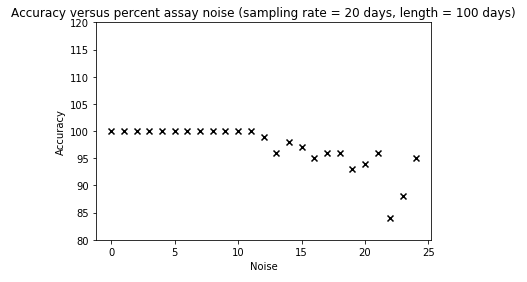 Accuracy versus percent assay noise (sampling rate = 20 days, length = 100 days)
120
115
110
105
100
95
90
85
80
Accuracy
0 5 10 15 20 25
Noise